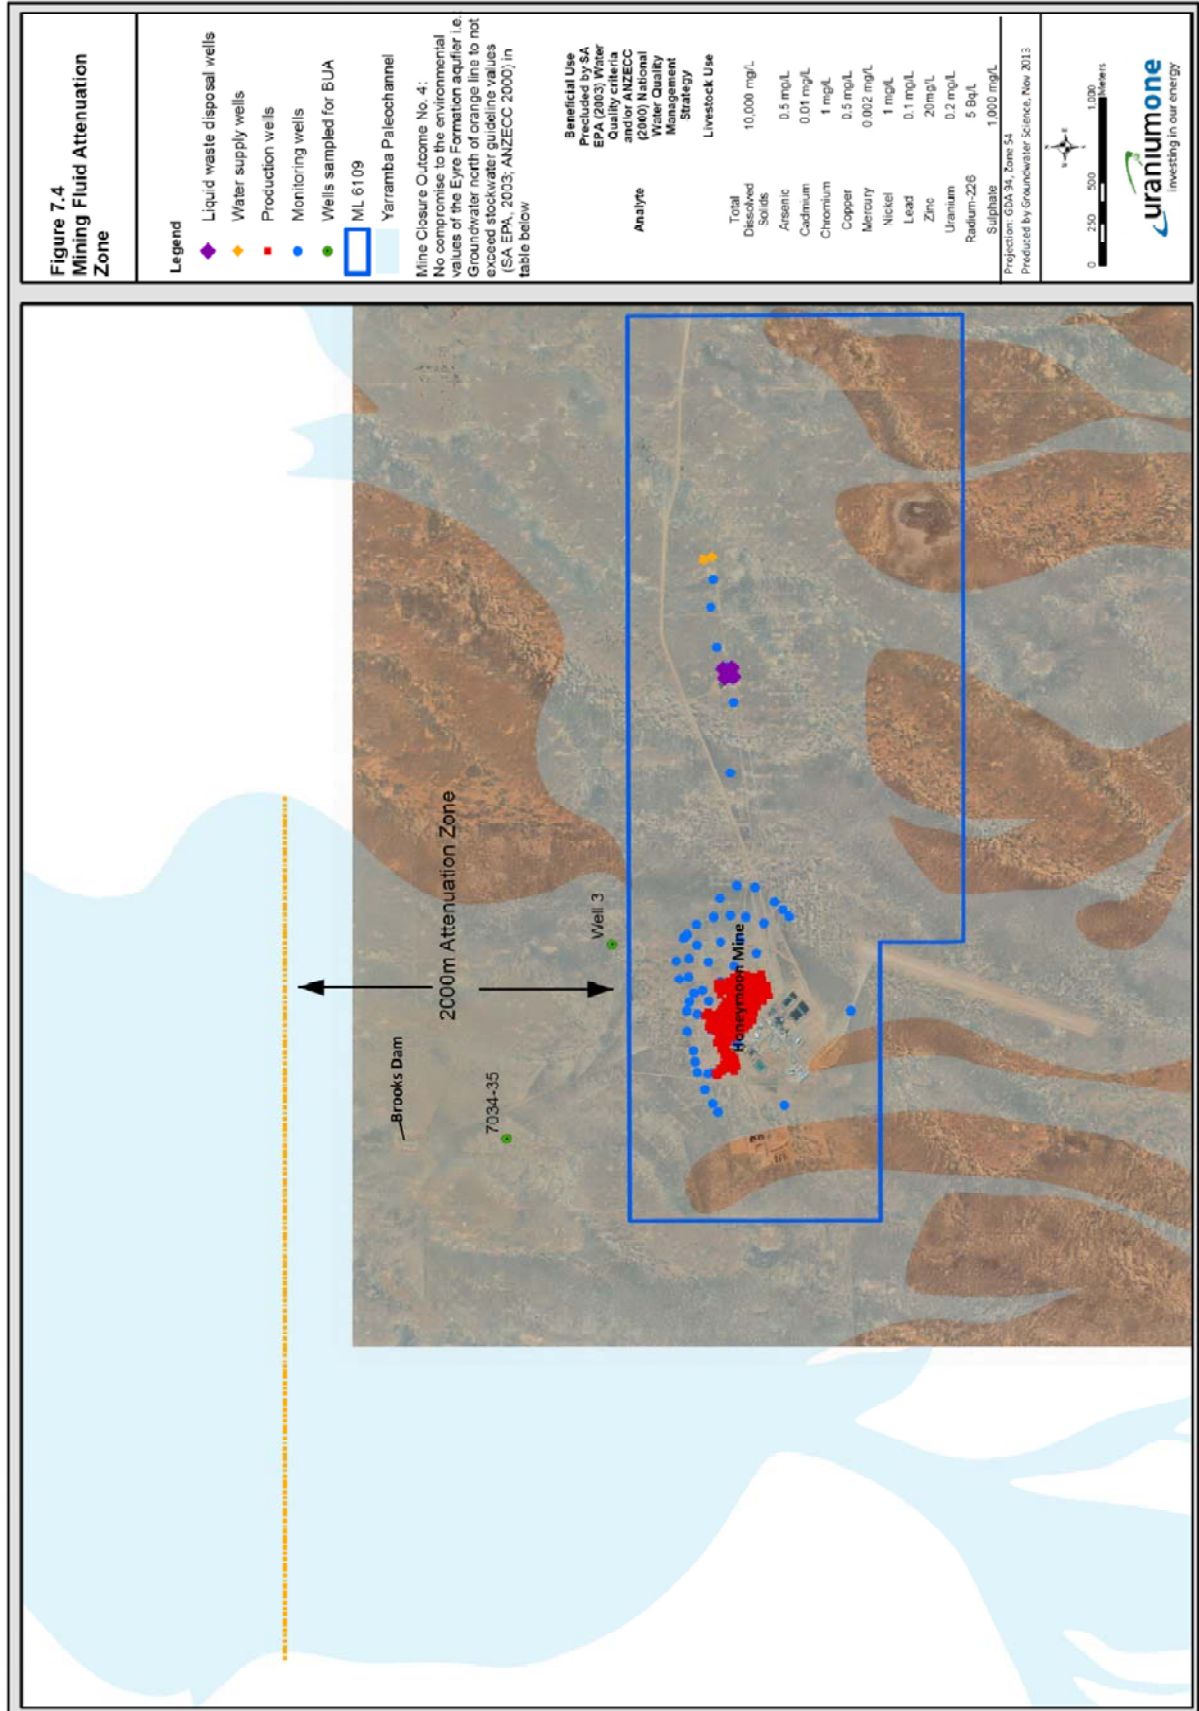 Figure 7.4
Mining Fluid Attenuation
Zone
Legend
Liquid waste disposal wells
Water supply wells
Production wells
Monitoring wells
Wells sampled for BUA
ML 6109
Yarramba Paleochannel
Mine Closure Outcome No. 4:
No compromise to the environmental
values of the Eyre Formation aquifier i.e.
Groundwater north of orange line to not
exceed stockwater guideline values
(SA EPA, 2003; ANZECC 2000) in
table below
Beneficial Use
Precluded by SA
EPA (2003) Water
Quality criteria
and/or ANZECC
(2000) National
Water Quality
Management
Strategy
Analyte
Livestock Use
Total
Dissolved
Solids
10,000 mg/L
Arsenic 0.5 mg/L
Cadmium 0.01 mg/L
Chromium 1 mg/L
Copper 0.5 mg/L
Mercury 0.002 mg/L
Nickel 1 mg/L
Lead 0.1 mg/L
Zinc 20mg/L
Uranium 0.2 mg/L
Radium-226 5 Bq/L
Sulphate 1,000 mg/L
Projection: GDA 94, Zone 54
Produced by Groundwater Science, Nov 2013
0 250 500 1,000
Meters
uraniumone
investing in our energy
2000m Attenuation Zone
Brooks Dam
7034-35
Well 3
Honeymoon Mine